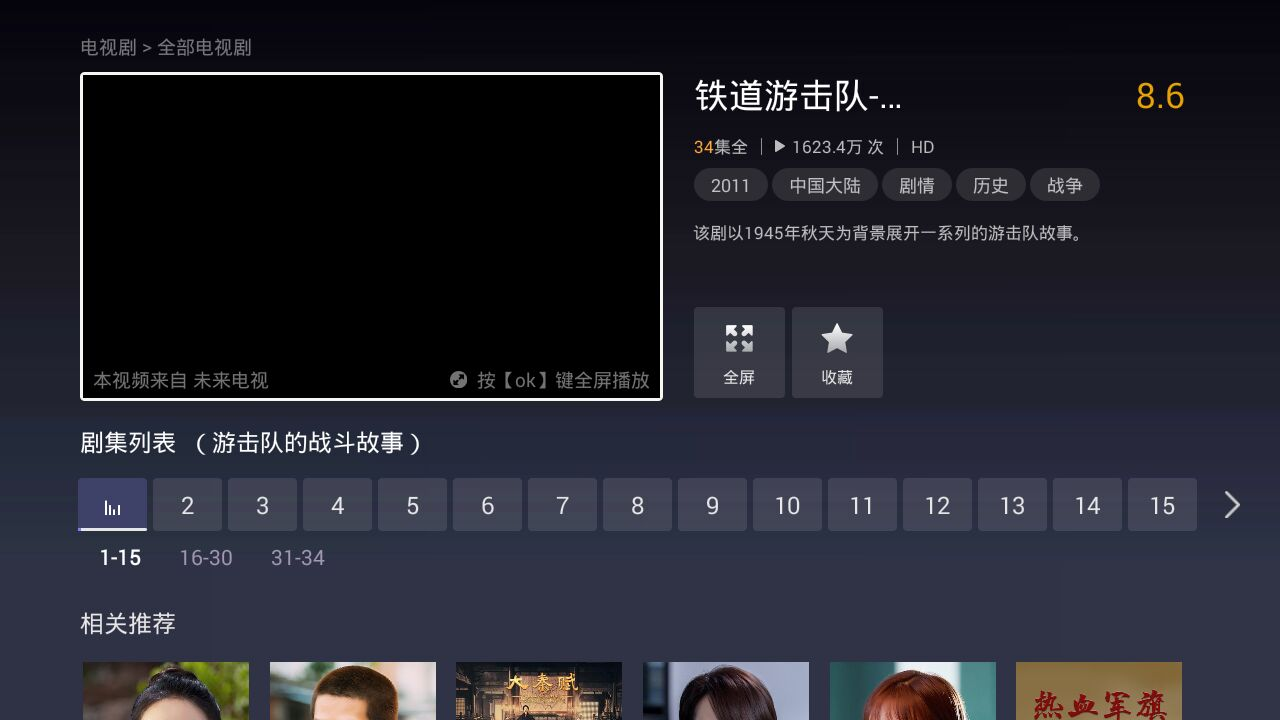 电视剧 > 全部电视剧
铁道游击队-...
8.6
34集全 | 1623.4万 次 | HD
2011 中国大陆 剧情 历史 战争
该剧以1945年秋天为背景展开一系列的游击队故事。
本视频来自 未来电视
按【ok】键全屏播放
全屏 收藏
剧集列表 （游击队的战斗故事）
2 3 4 5 6 7 8 9 10 11 12 13 14 15
1-15 16-30 31-34
相关推荐
大秦赋
热血军旗